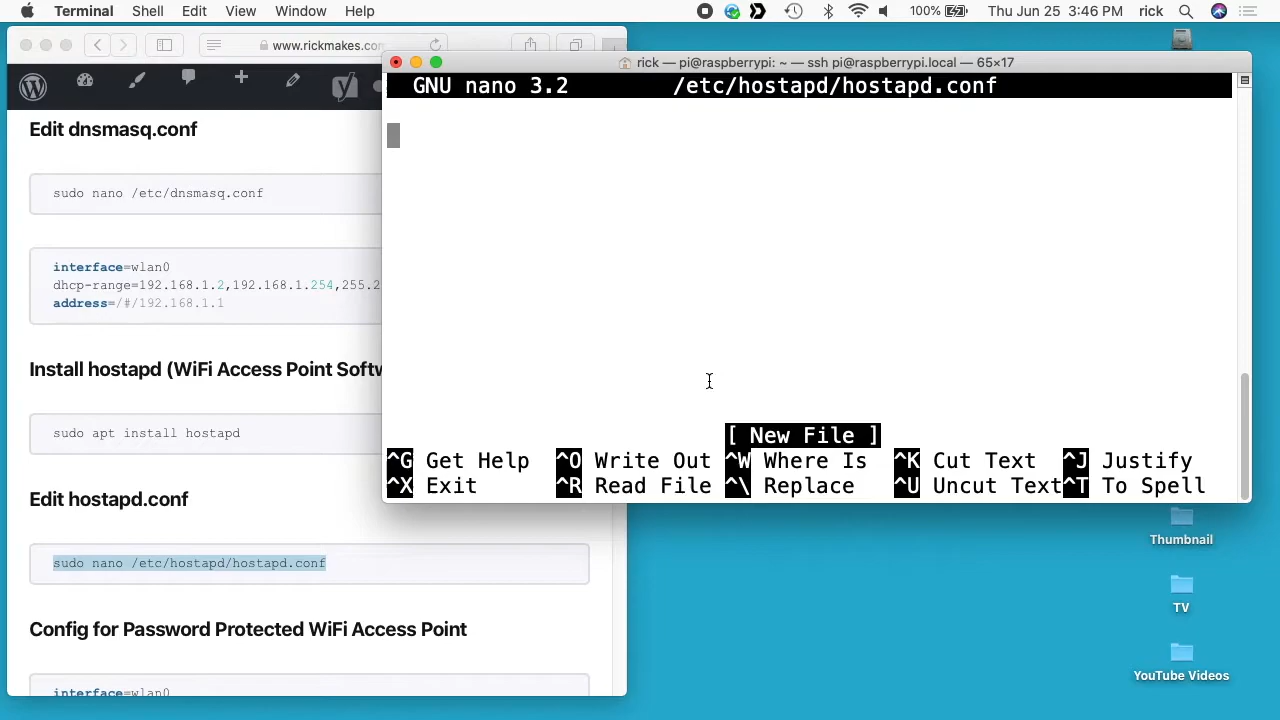 Terminal Shell Edit View Window Help 100% Thu Jun 25 3:46 PM rick
www.rickmakes.com
Edit dnsmasq.conf
sudo nano /etc/dnsmasq.conf
interface=wlan0
dhcp-range=192.168.1.2,192.168.1.254,255.2
address=/#/192.168.1.1
Install hostapd (WiFi Access Point Softw
sudo apt install hostapd
Edit hostapd.conf
sudo nano /etc/hostapd/hostapd.conf
Config for Password Protected WiFi Access Point
interface=wlan0
rick — pi@raspberrypi: ~ — ssh pi@raspberrypi.local — 65×17
GNU nano 3.2 /etc/hostapd/hostapd.conf
[ New File ]
^G Get Help ^O Write Out ^W Where Is ^K Cut Text ^J Justify
^X Exit ^R Read File ^\ Replace ^U Uncut Text ^T To Spell
Thumbnail
TV
YouTube Videos